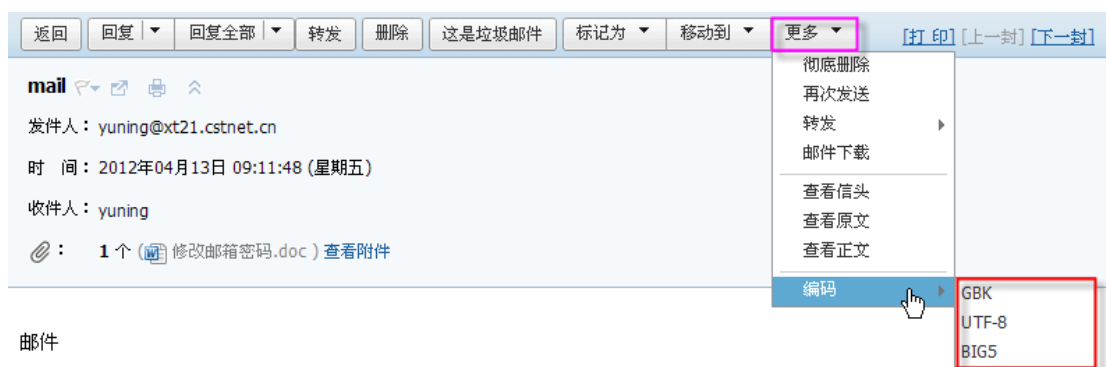 返回 回复 回复全部 转发 删除 这是垃圾邮件 标记为 移动到 更多 [打 印] [上一封] [下一封]
mail
发件人：yuning@xt21.cstnet.cn
时 间：2012年04月13日 09:11:48 (星期五)
收件人：yuning
： 1 个 (修改邮箱密码.doc ) 查看附件
邮件
彻底删除
再次发送
转发
邮件下载
查看信头
查看原文
查看正文
编码
GBK
UTF-8
BIG5